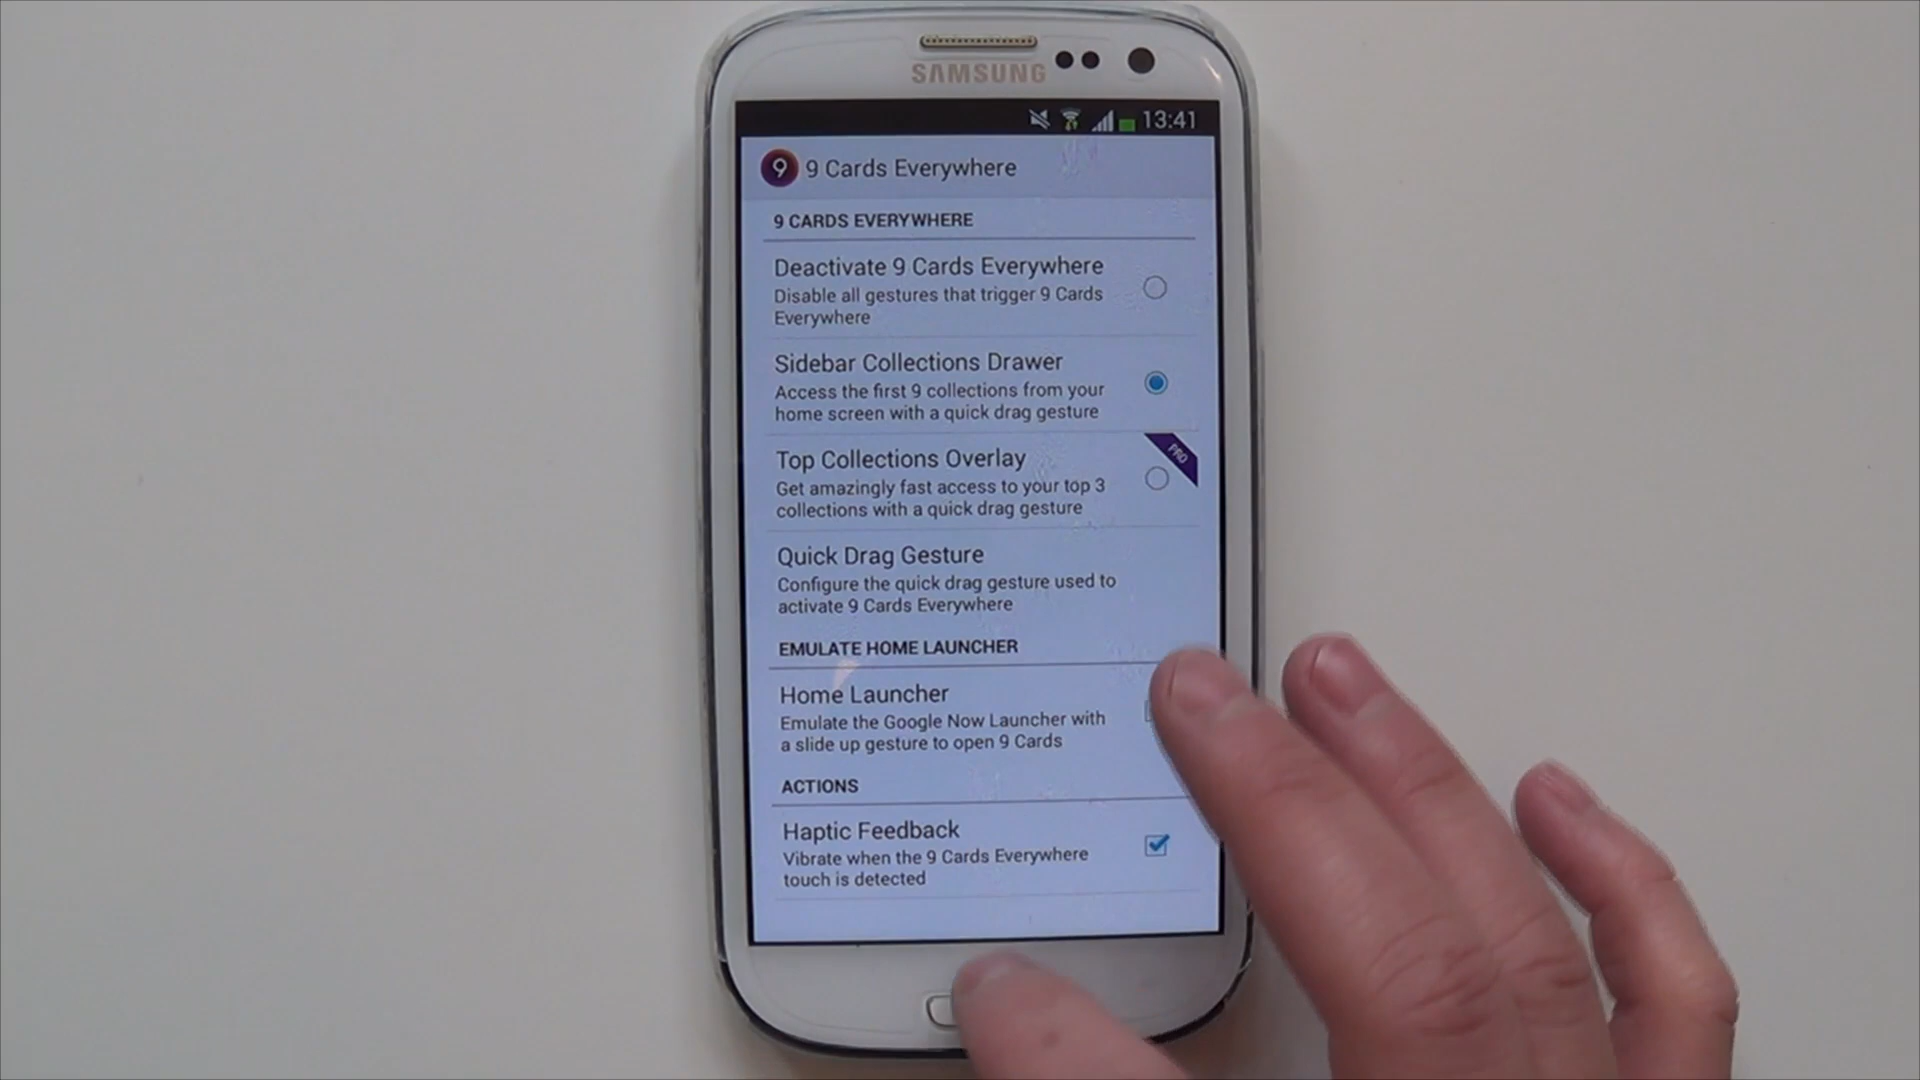 SAMSUNG
13:41
9 9 Cards Everywhere
9 CARDS EVERYWHERE
Deactivate 9 Cards Everywhere
Disable all gestures that trigger 9 Cards
Everywhere
Sidebar Collections Drawer
Access the first 9 collections from your
home screen with a quick drag gesture
PRO
Top Collections Overlay
Get amazingly fast access to your top 3
collections with a quick drag gesture
Quick Drag Gesture
Configure the quick drag gesture used to
activate 9 Cards Everywhere
EMULATE HOME LAUNCHER
Home Launcher
Emulate the Google Now Launcher with
a slide up gesture to open 9 Cards
ACTIONS
Haptic Feedback
Vibrate when the 9 Cards Everywhere
touch is detected